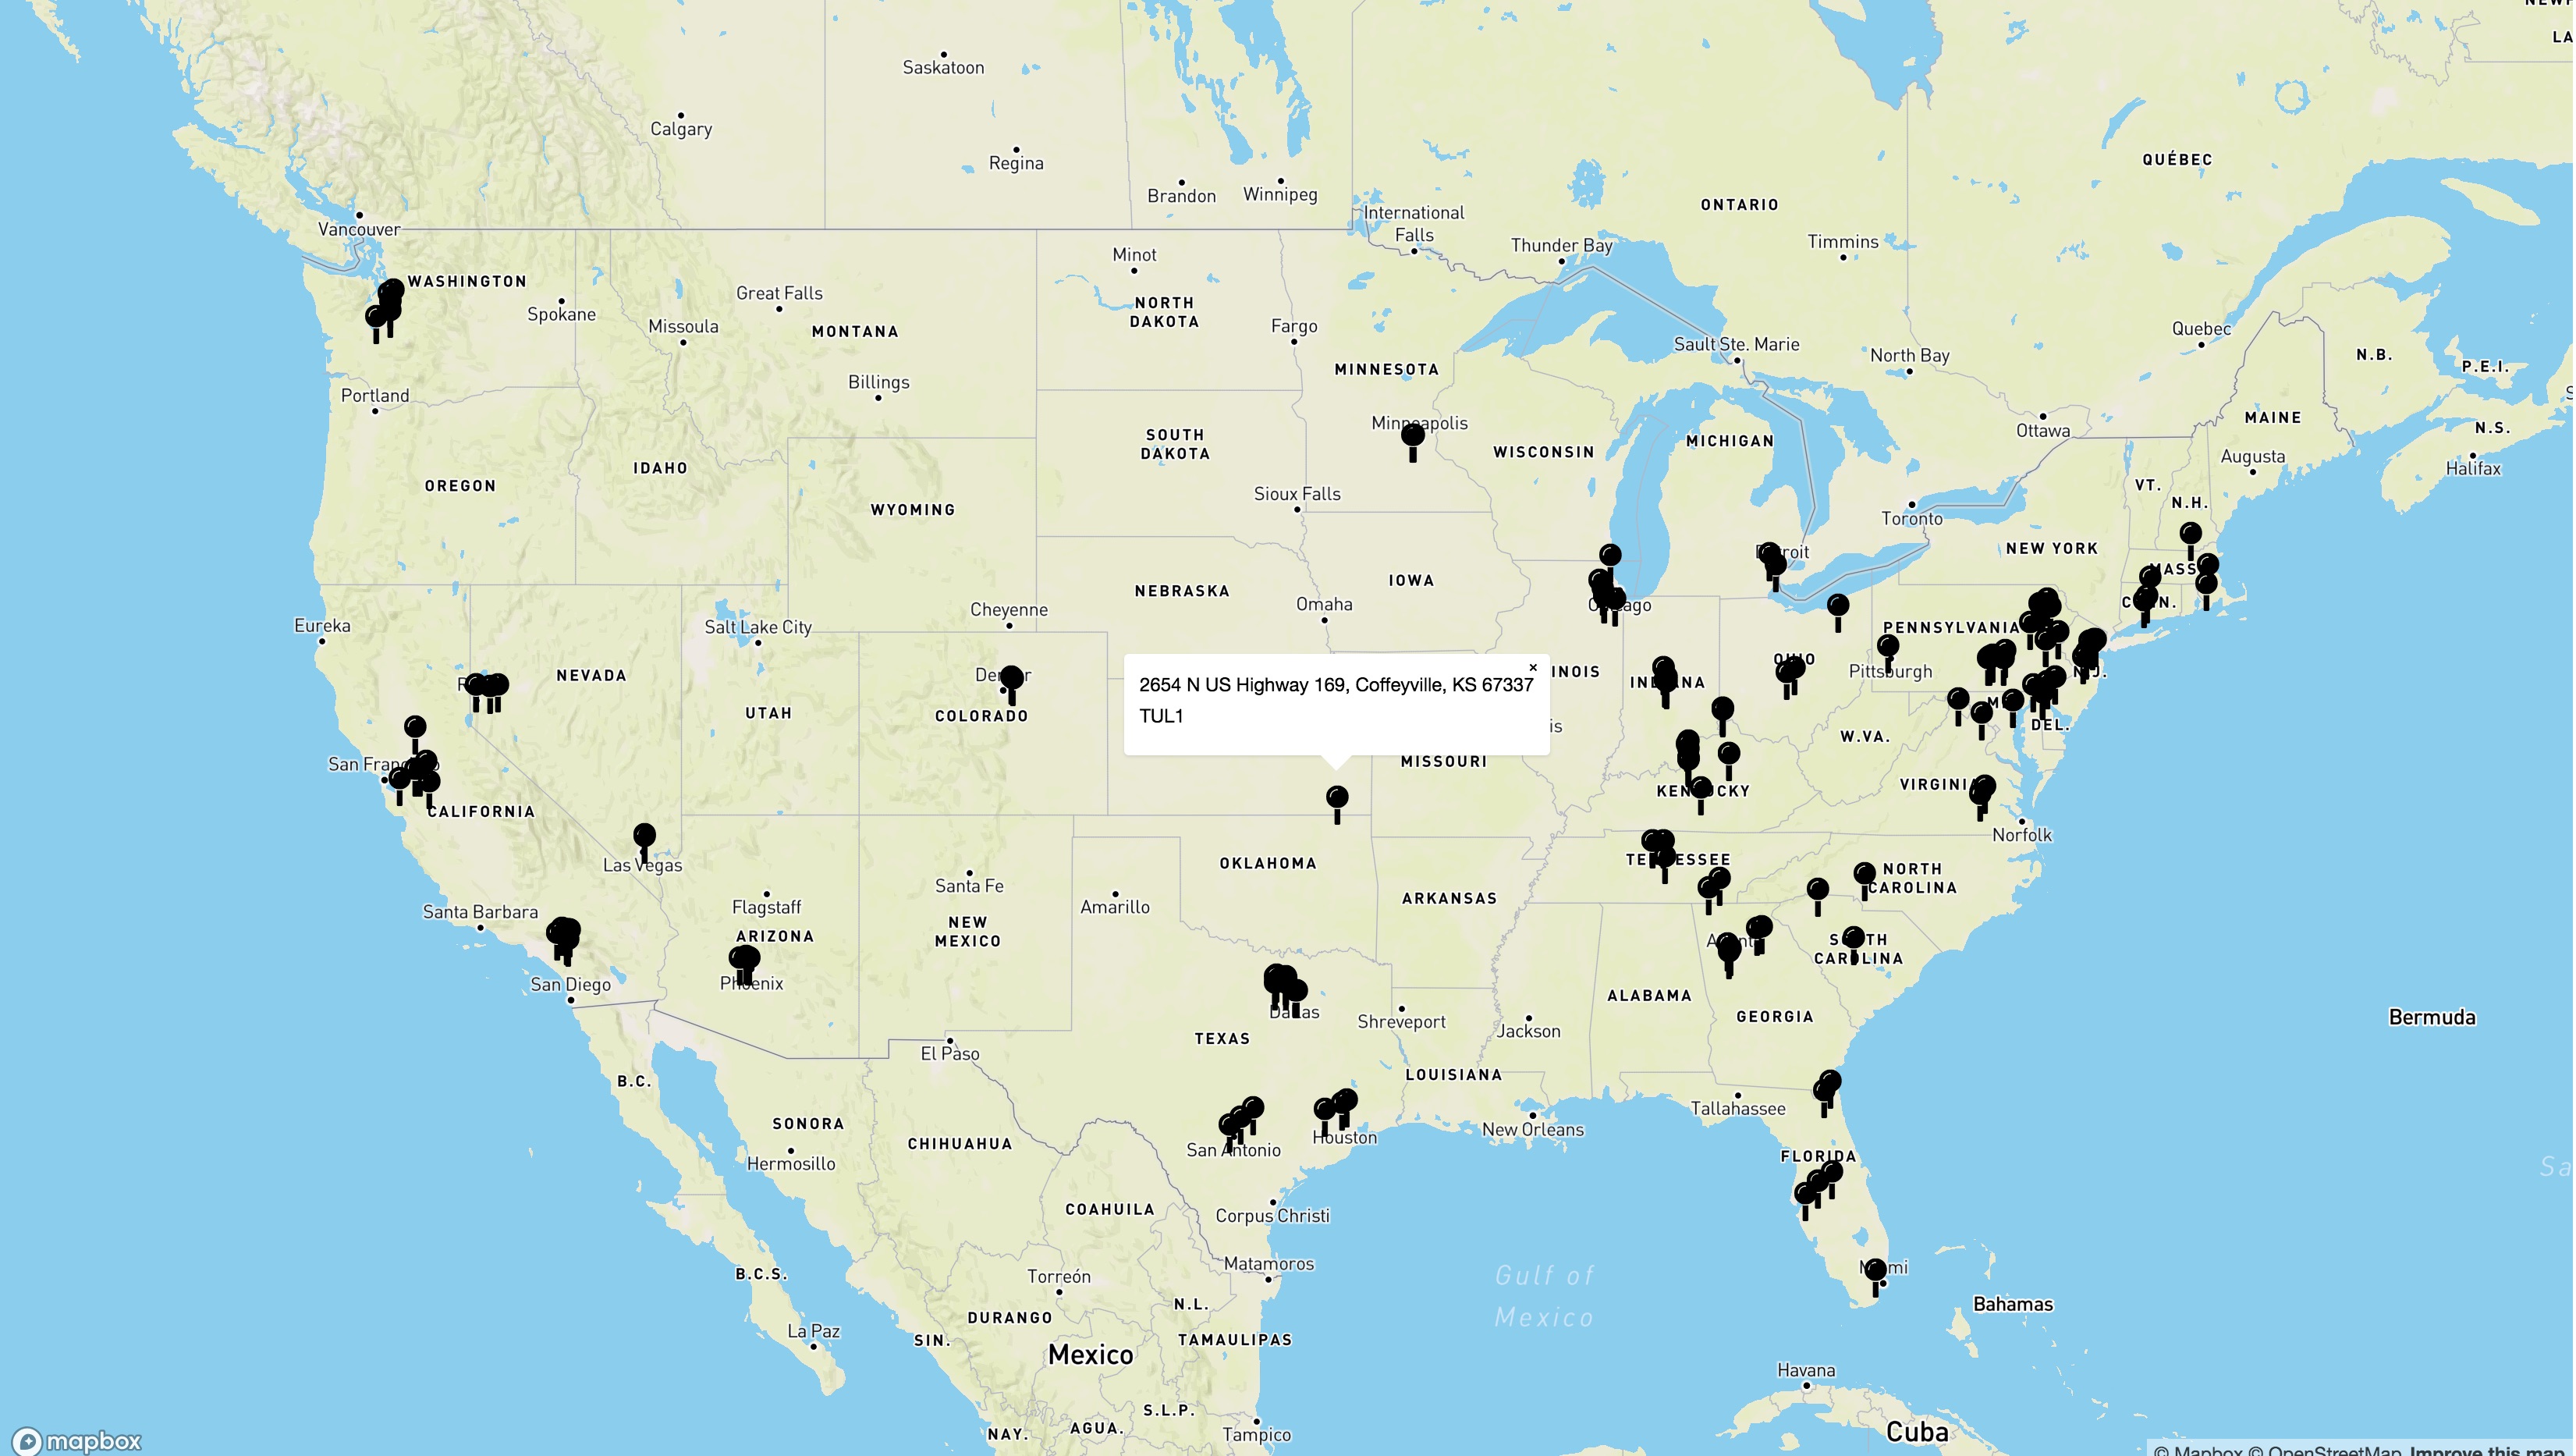 NEWF
LA
Saskatoon
Calgary
Regina
QUÉBEC
Brandon
Winnipeg
ONTARIO
International
Falls
Vancouver
Thunder Bay
Timmins
Minot
WASHINGTON
Great Falls
NORTH
DAKOTA
Spokane
Missoula
MONTANA
Fargo
Quebec
Sault Ste. Marie
North Bay
N.B.
P.E.I.
MINNESOTA
Billings
Portland
S
MAINE
Minneapolis
N.S.
Ottawa
SOUTH
DAKOTA
MICHIGAN
WISCONSIN
Augusta
IDAHO
Halifax
OREGON
VT.
Sioux Falls
N.H.
WYOMING
Toronto
NEW YORK
Detroit
MASS
IOWA
NEBRASKA
CONN.
Omaha
Chicago
Cheyenne
Eureka
Salt Lake City
PENNSYLVANIA
OHIO
2654 N US Highway 169, Coffeyville, KS 67337
×
TUL1
INOIS
Pittsburgh
N.J.
NEVADA
Denver
R
INDIANA
UTAH
COLORADO
M
DEL.
is
W.VA.
MISSOURI
San Francisco
VIRGINIA
KENTUCKY
CALIFORNIA
Norfolk
TENNESSEE
OKLAHOMA
Las Vegas
NORTH
CAROLINA
Santa Fe
ARKANSAS
Flagstaff
Amarillo
Santa Barbara
NEW
MEXICO
ARIZONA
Atlanta
SOUTH
CAROLINA
Phoenix
San Diego
ALABAMA
Dallas
GEORGIA
Bermuda
Shreveport
Jackson
TEXAS
El Paso
LOUISIANA
B.C.
Tallahassee
SONORA
New Orleans
Houston
CHIHUAHUA
San Antonio
FLORIDA
Hermosillo
Sa
COAHUILA
Corpus Christi
Matamoros
Miami
B.C.S.
Torreón
Gulf of
Mexico
N.L.
Bahamas
DURANGO
La Paz
SIN.
TAMAULIPAS
Mexico
Havana
S.L.P.
AGUA.
NAY.
Tampico
Cuba
mapbox
© Mapbox © OpenStreetMap Improve this map